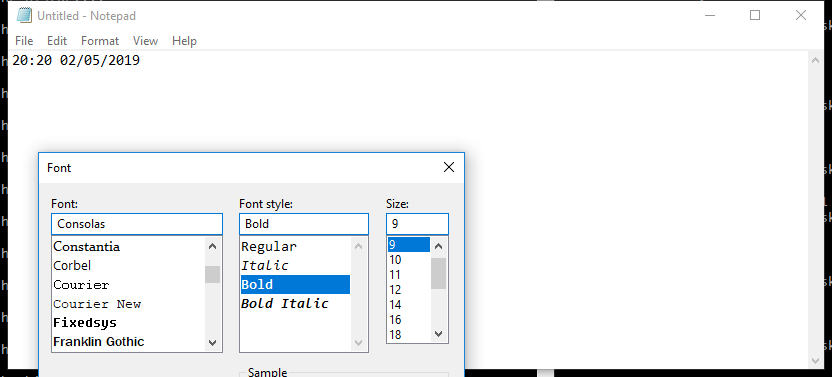 Untitled - Notepad
File Edit Format View Help
20:20 02/05/2019
Font
Font: Font style: Size:
Consolas Bold 9
Constantia Regular 9
Corbel Italic 10
Courier Bold 11
Courier New Bold Italic 12
Fixedsys 14
Franklin Gothic 16
18
Sample